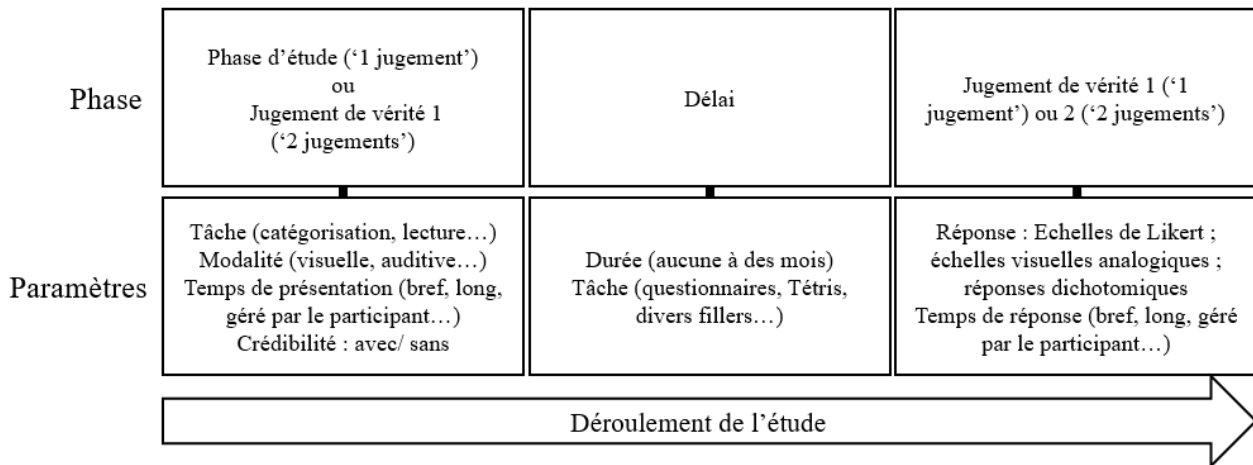 Phase
Phase d’étude (‘1 jugement’)
ou
Jugement de vérité 1
(‘2 jugements’)
Délai
Jugement de vérité 1 (‘1
jugement’) ou 2 (‘2 jugements’)
Paramètres
Tâche (catégorisation, lecture…)
Modalité (visuelle, auditive…)
Temps de présentation (bref, long,
géré par le participant…)
Crédibilité : avec/ sans
Durée (aucune à des mois)
Tâche (questionnaires, Tétris,
divers fillers…)
Réponse : Echelles de Likert ;
échelles visuelles analogiques ;
réponses dichotomiques
Temps de réponse (bref, long, géré
par le participant…)
Déroulement de l’étude